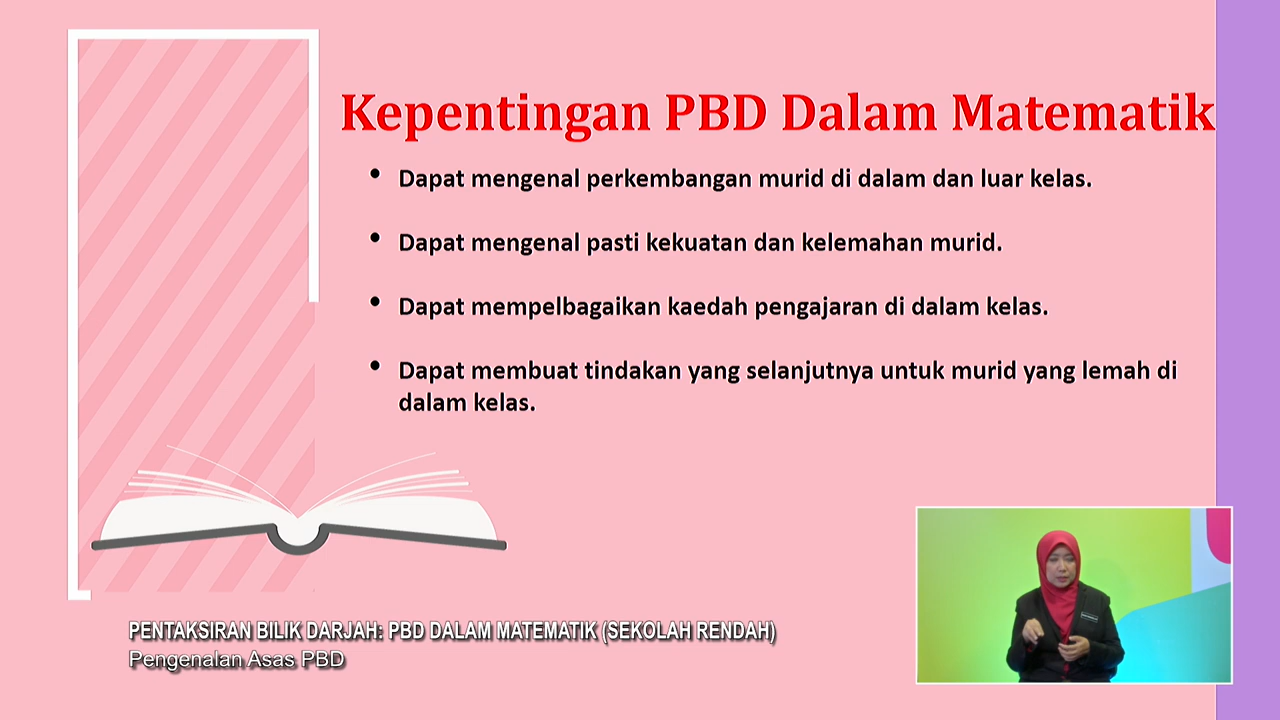 Kepentingan PBD Dalam Matematik
• Dapat mengenal perkembangan murid di dalam dan luar kelas.
• Dapat mengenal pasti kekuatan dan kelemahan murid.
• Dapat mempelbagaikan kaedah pengajaran di dalam kelas.
• Dapat membuat tindakan yang selanjutnya untuk murid yang lemah di
dalam kelas.
PENTAKSIRAN BILIK DARJAH: PBD DALAM MATEMATIK (SEKOLAH RENDAH)
Pengenalan Asas PBD